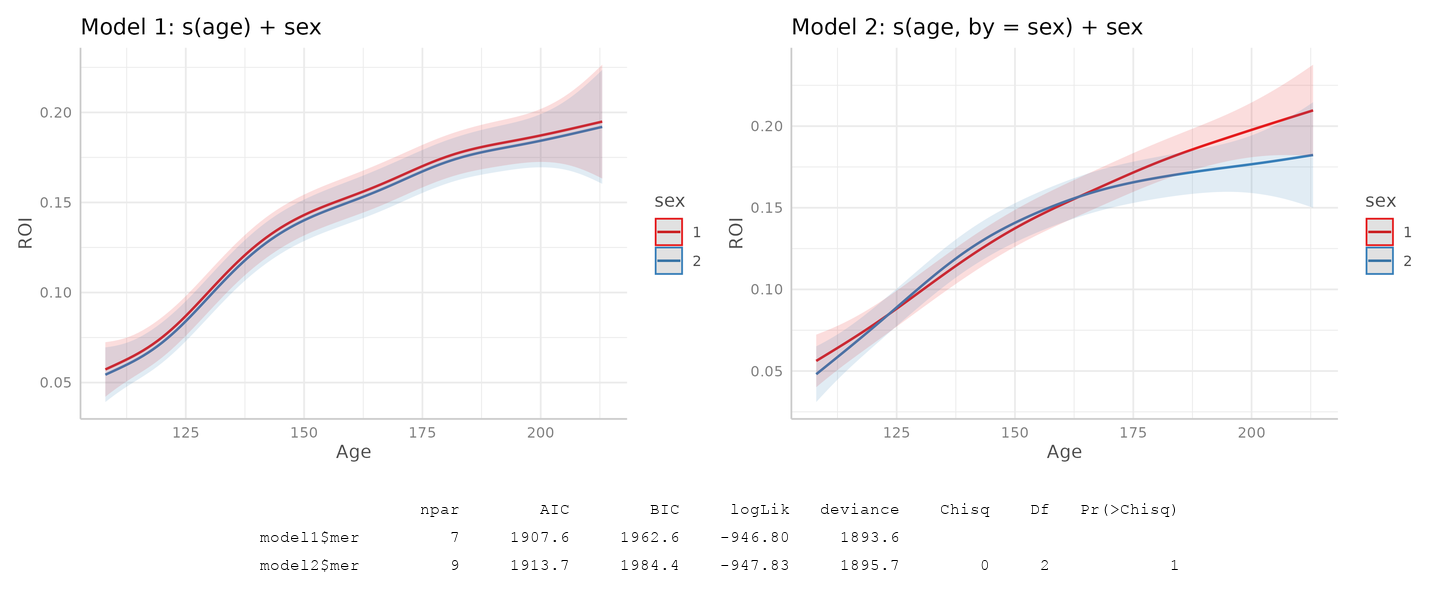 Model 1: s(age) + sex
0.20
0.15
0.10
0.05
ROI
125 150 175 200
Age
sex
1
2
Model 2: s(age, by = sex) + sex
0.20
0.15
0.10
0.05
ROI
125 150 175 200
Age
sex
1
2
npar AIC BIC logLik deviance Chisq Df Pr(>Chisq)
model1$mer 7 1907.6 1962.6 -946.80 1893.6
model2$mer 9 1913.7 1984.4 -947.83 1895.7 0 2 1